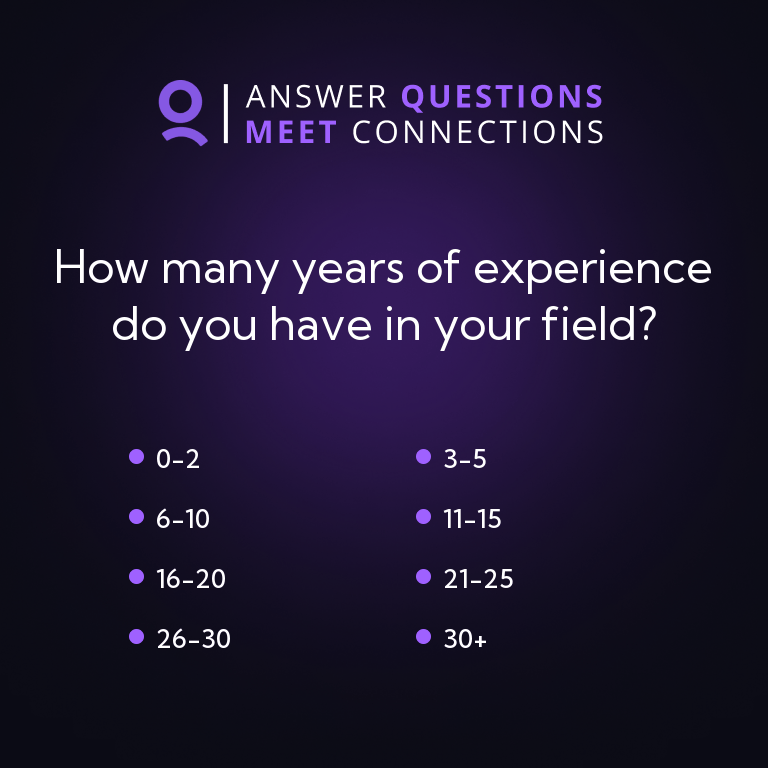 ANSWER QUESTIONS
MEET CONNECTIONS
How many years of experience
do you have in your field?
0-2
3-5
6-10
11-15
16-20
21-25
26-30
30+